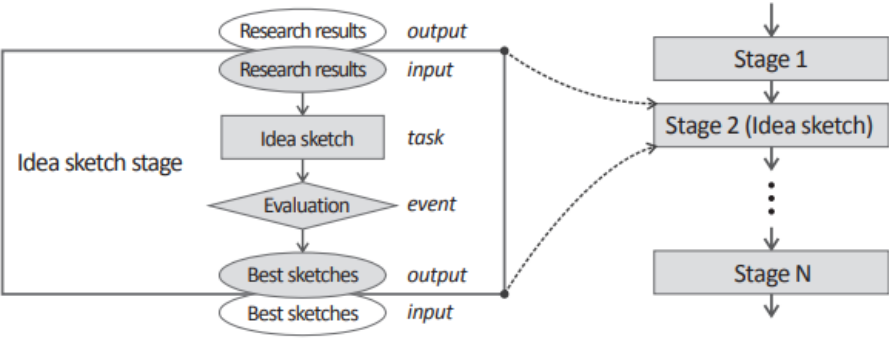 Research results output
Research results input
Idea sketch task
Idea sketch stage
Evaluation event
Best sketches output
Best sketches input
Stage 1
Stage 2 (Idea sketch)
Stage N